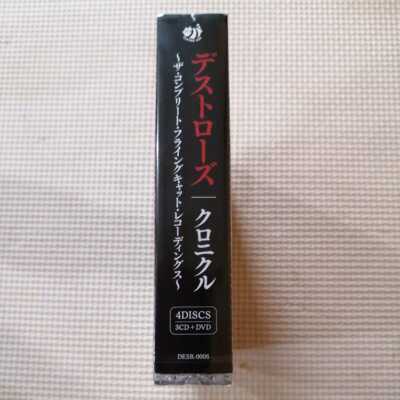 デストローズ｜クロニクル
～ザ・コンプリート・フライングキャット・レコーディングス～
4DISCS
3CD+DVD
DESR-0006